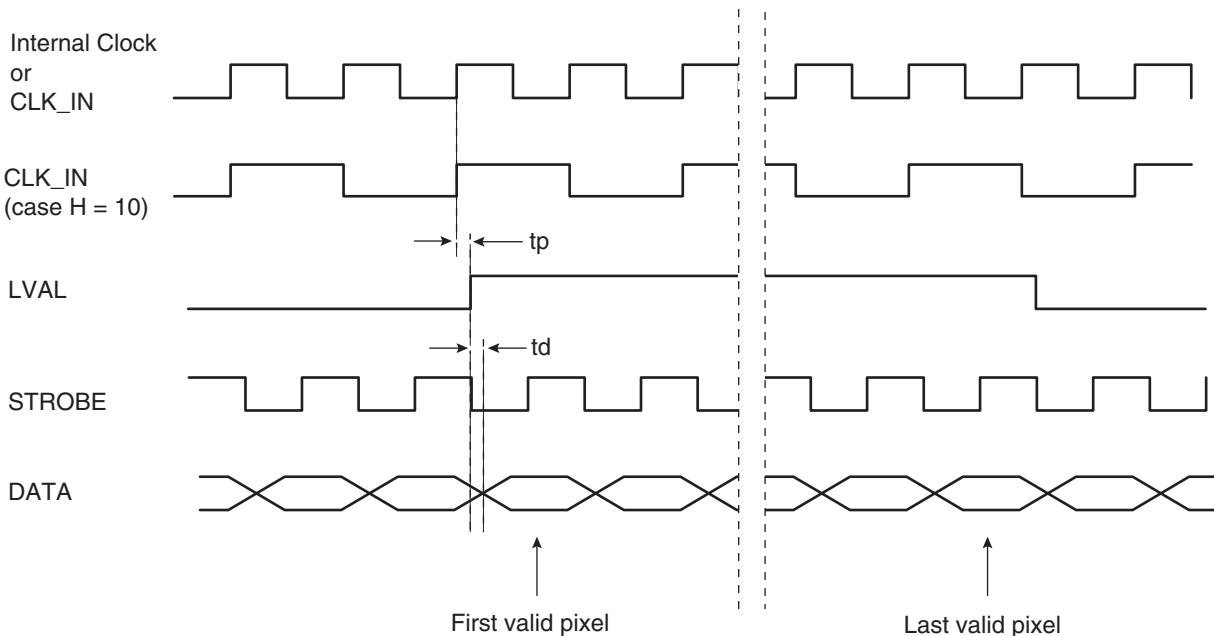 Internal Clock
or
CLK_IN
CLK_IN
(case H = 10)
tp
LVAL
td
STROBE
DATA
First valid pixel
Last valid pixel